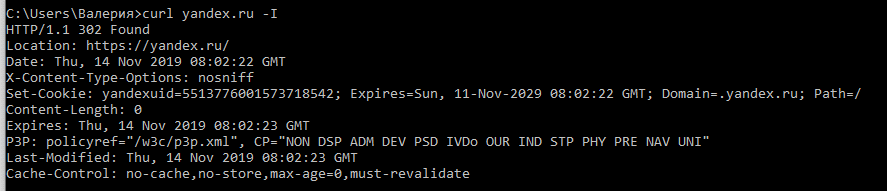 C:\Users\Валерия>curl yandex.ru -I
HTTP/1.1 302 Found
Location: https://yandex.ru/
Date: Thu, 14 Nov 2019 08:02:22 GMT
X-Content-Type-Options: nosniff
Set-Cookie: yandexuid=5513776001573718542; Expires=Sun, 11-Nov-2029 08:02:22 GMT; Domain=.yandex.ru; Path=/
Content-Length: 0
Expires: Thu, 14 Nov 2019 08:02:23 GMT
P3P: policyref="/w3c/p3p.xml", CP="NON DSP ADM DEV PSD IVDo OUR IND STP PHY PRE NAV UNI"
Last-Modified: Thu, 14 Nov 2019 08:02:23 GMT
Cache-Control: no-cache,no-store,max-age=0,must-revalidate